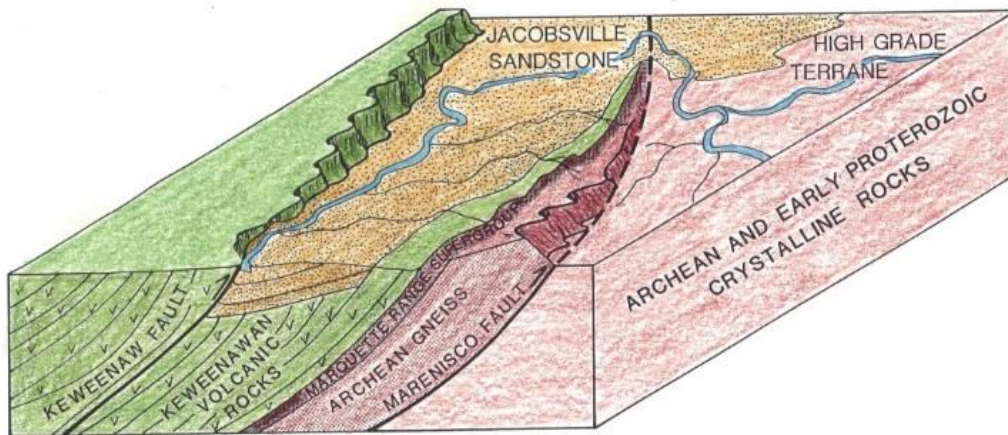 JACOBSVILLE
SANDSTONE
HIGH GRADE
TERRANE
KEWEENAW FAULT
KEWEENAWAN
VOLCANIC
ROCKS
MARQUETTE RANGE SUPERGROUP
ARCHEAN GNEISS
MARENISCO FAULT
ARCHEAN AND EARLY PROTEROZOIC
CRYSTALLINE ROCKS